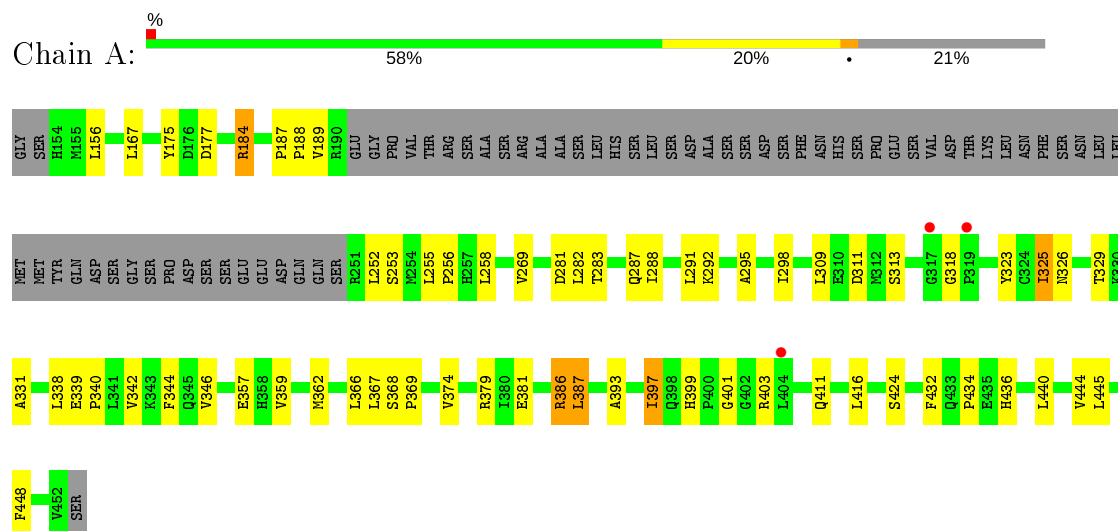 %
Chain A:
58% 20% • 21%
GLY SER H154 M155 L156 L167 Y175 D176 D177 R184 P187 P188 V189 R190 GLU GLY PRO VAL THR ARG SER ALA SER ARG ALA ALA SER LEU HIS SER LEU SER ASP ALA SER SER ASP SER PHE ASN HIS SER PRO GLU SER VAL ASP THR LYS LEU ASN PHE SER ASN LEU LEU
MET MET TYR GLN ASP SER GLY SER PRO ASP SER SER GLU GLU ASP GLN GLN SER R251 L252 S253 M254 L255 P256 H257 L258 V269 D281 L282 T283 Q287 I288 L291 K292 A295 I298 L309 E310 D311 M312 S313 G317 G318 P319 Y323 C324 I325 N326 T329 K330
A331 L338 E339 P340 L341 V342 K343 F344 Q345 V346 E357 H358 V359 M362 L366 L367 S368 P369 V374 R379 I380 E381 R386 L387 A393 I397 Q398 H399 P400 G401 G402 R403 L404 Q411 L416 S424 F432 Q433 P434 E435 H436 L440 V444 L445
F448 V452 SER